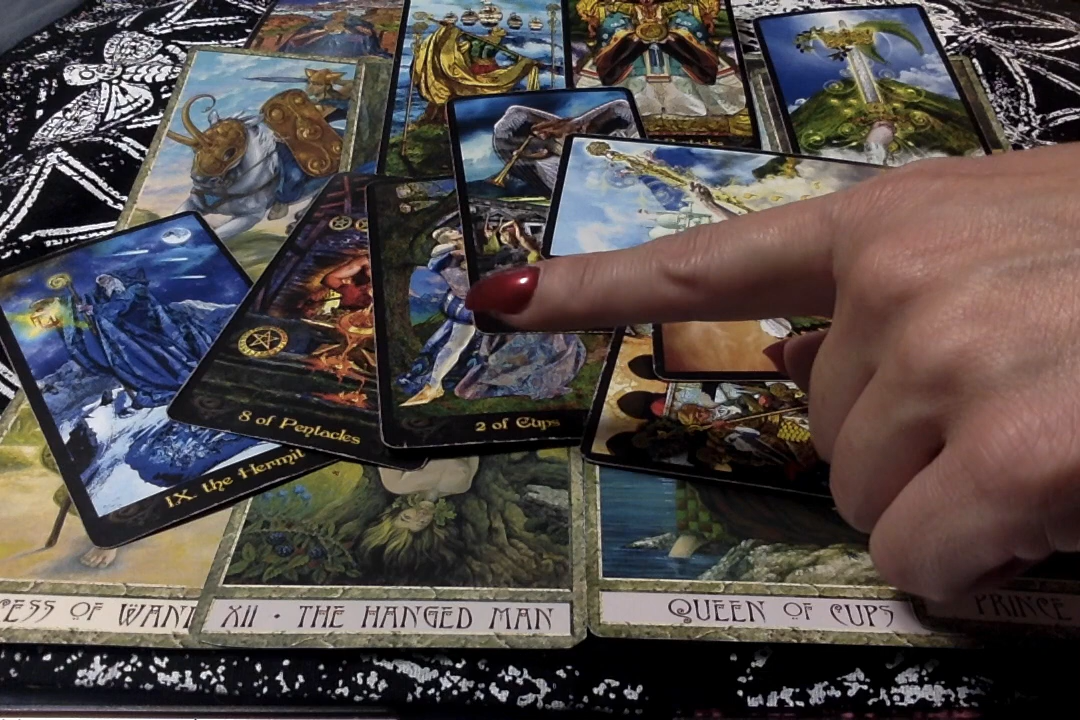 8 of Pentacles
2 of Cups
IX the Hermit
ESS OF WANT
XII · THE HANGED MAN
QUEEN OF CUPS
PRINCE